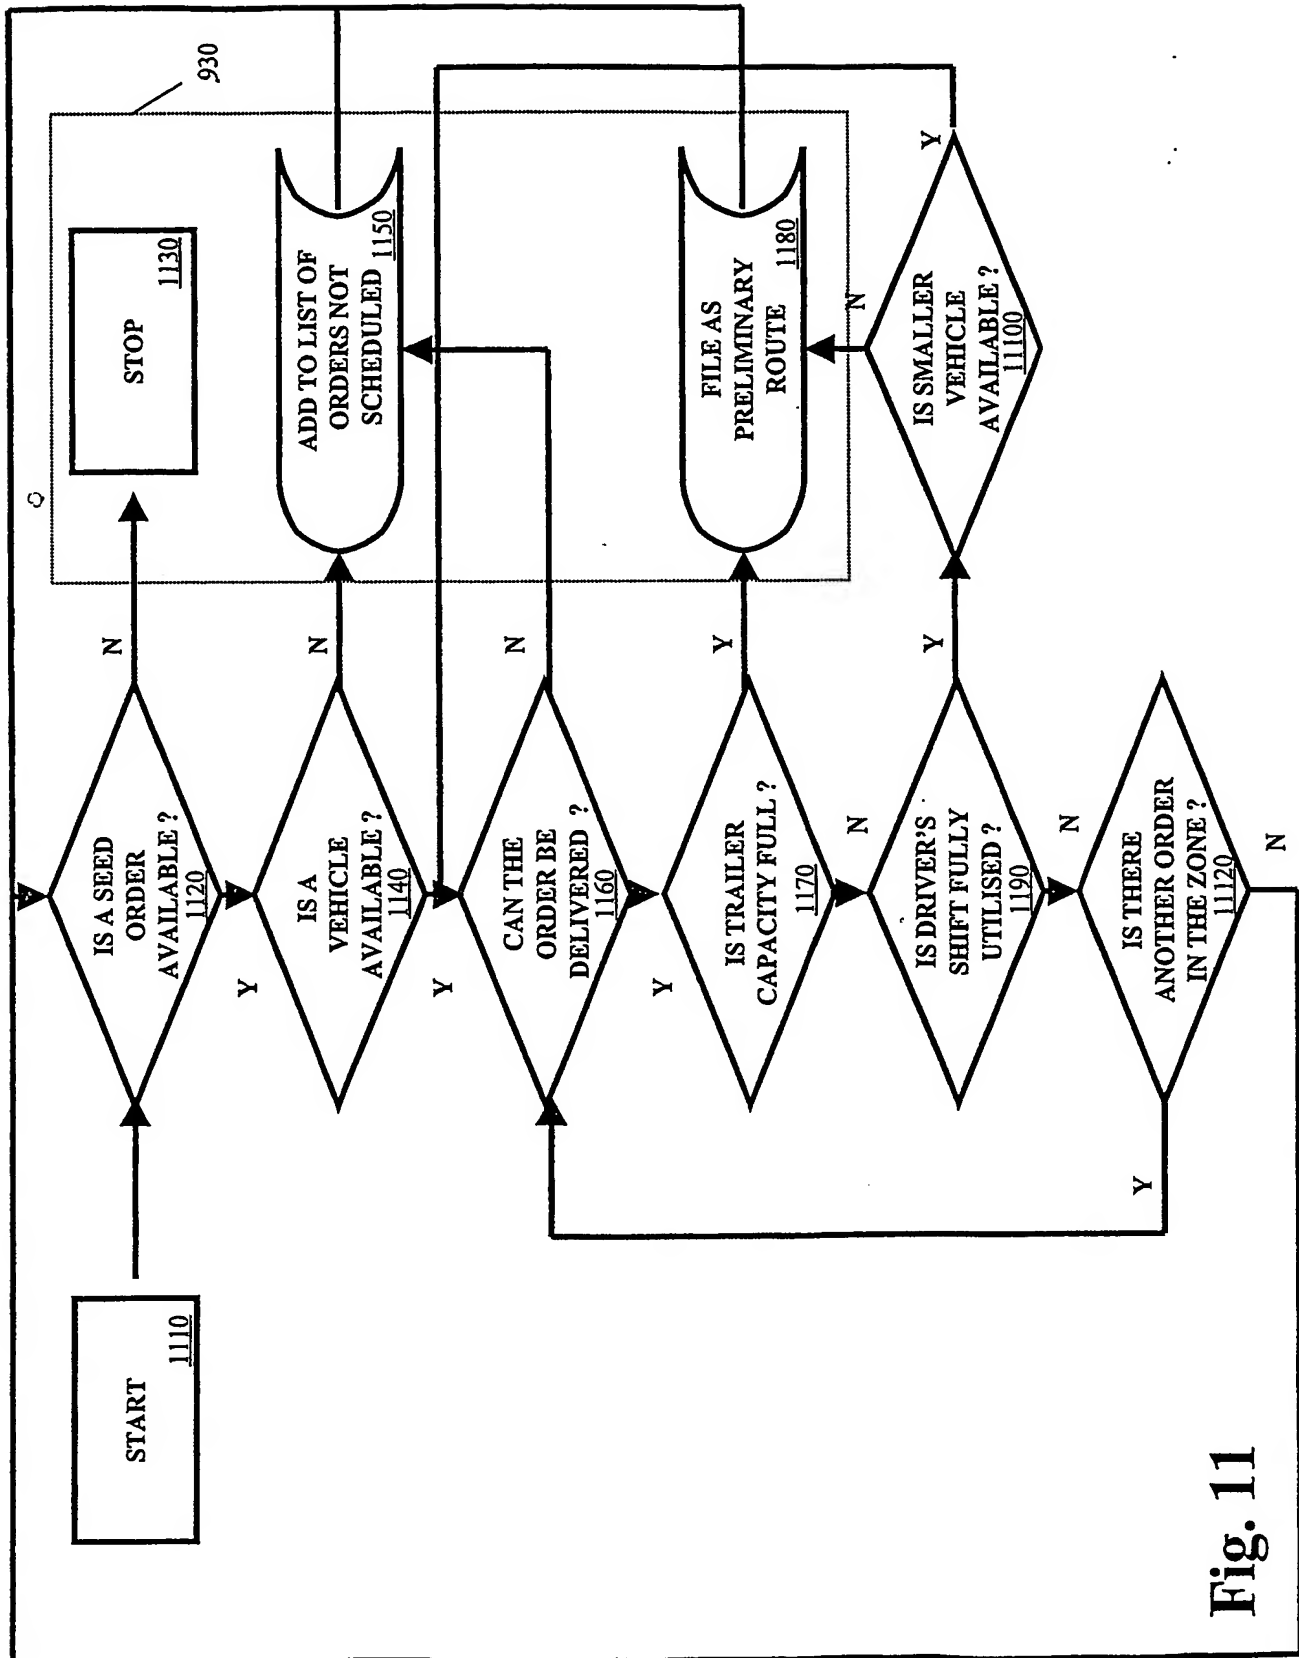 930
START
1110
IS A SEED
ORDER
AVAILABLE ?
1120
N
STOP
1130
Y
IS A
VEHICLE
AVAILABLE ?
1140
N
ADD TO LIST OF
ORDERS NOT
SCHEDULED
1150
Y
CAN THE
ORDER BE
DELIVERED ?
1160
N
Y
IS TRAILER
CAPACITY FULL ?
1170
Y
FILE AS
PRELIMINARY
ROUTE
1180
N
IS DRIVER'S
SHIFT FULLY
UTILISED ?
1190
Y
N
IS SMALLER
VEHICLE
AVAILABLE ?
11100
Y
N
IS THERE
ANOTHER ORDER
IN THE ZONE ?
11120
Y
N
Fig. 11